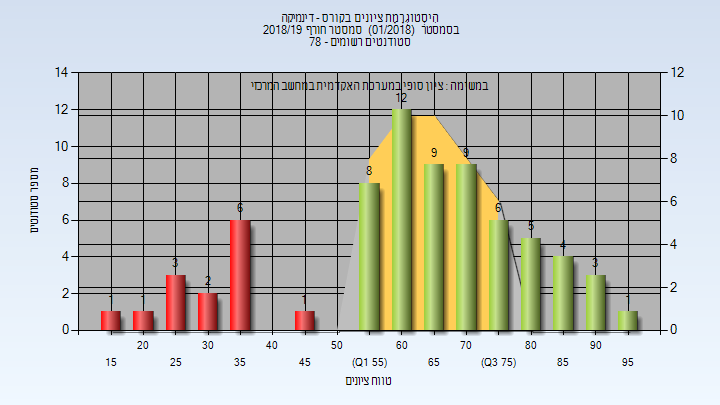 היסטוגרמת ציונים בקורס - דינמיקה
בסמסטר (01/2018) סמסטר חורף 2018/19
סטודנטים רשומים - 78
במשימה : ציון סופי במערכת האקדמית במחשב המרכזי
מספר סטודנטים
14 12 10 8 6 4 2 0
12 10 8 6 4 2 0
1 1 3 2 6 1 8 12 9 9 6 5 4 3 1
20 30 40 50 60 70 80 90
15 25 35 45 (Q1 55) 65 (Q3 75) 85 95
טווח ציונים